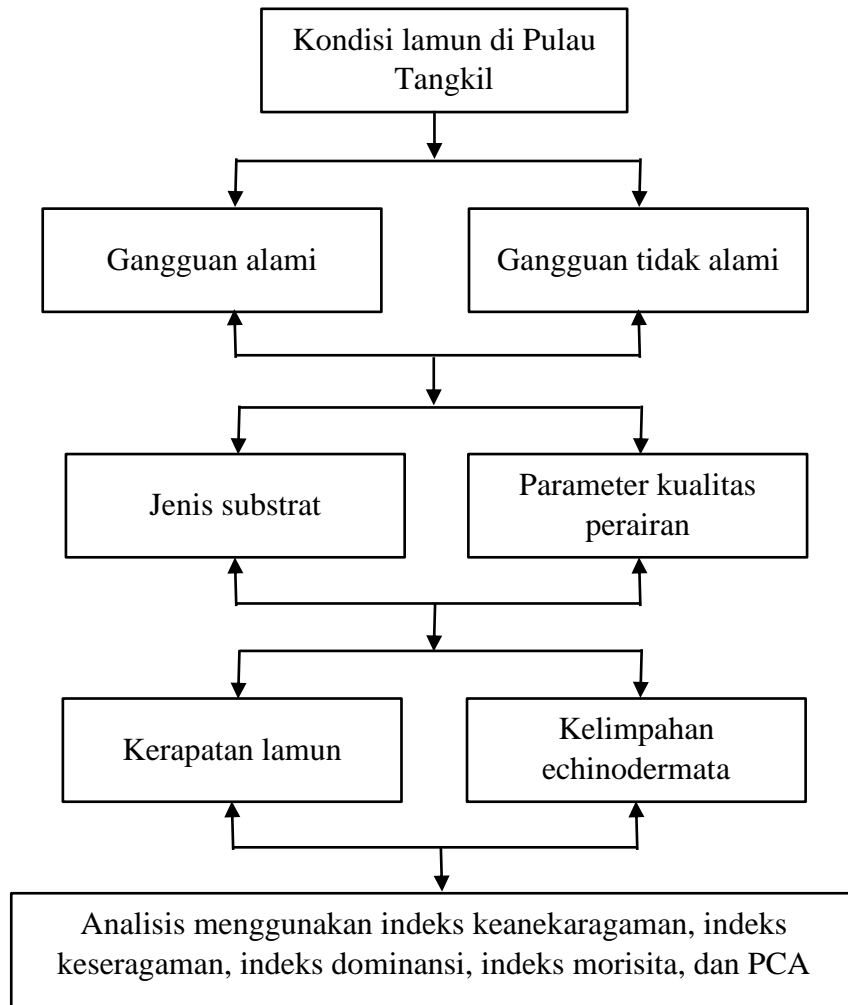 Kondisi lamun di Pulau
Tangkil
Gangguan alami
Gangguan tidak alami
Jenis substrat
Parameter kualitas
perairan
Kerapatan lamun
Kelimpahan
echinodermata
Analisis menggunakan indeks keanekaragaman, indeks
keseragaman, indeks dominansi, indeks morisita, dan PCA